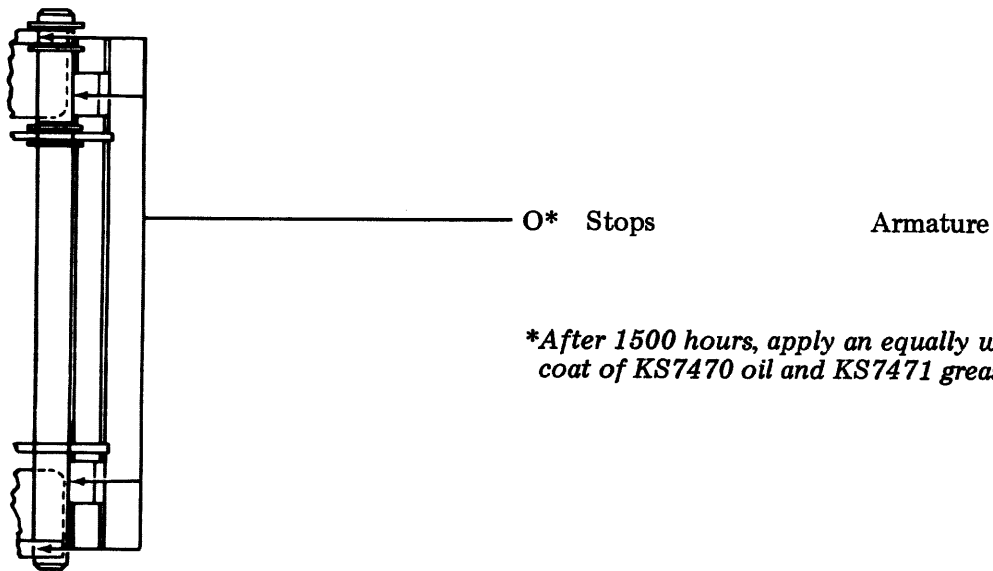 O* Stops Armature
*After 1500 hours, apply an equally
coat of KS7470 oil and KS7471